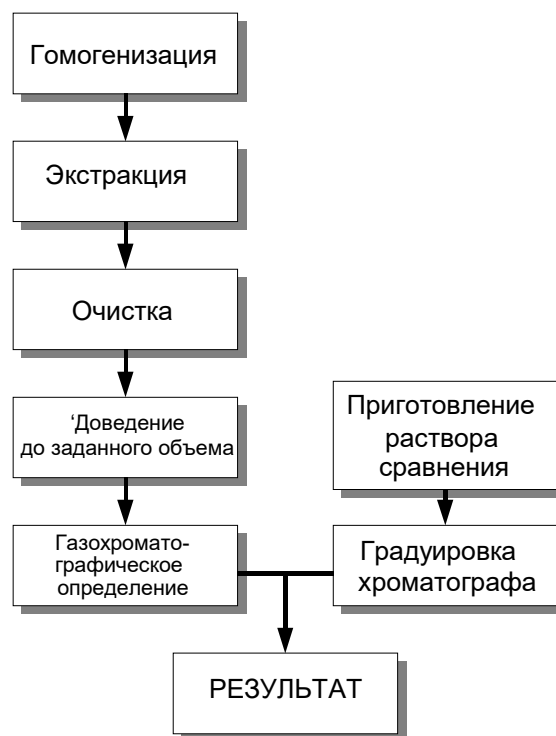 Гомогенизация
Экстракция
Очистка
‘Доведение
до заданного объема
Газохромато-
графическое
определение
Приготовление
раствора
сравнения
Градуировка
хроматографа
РЕЗУЛЬТАТ